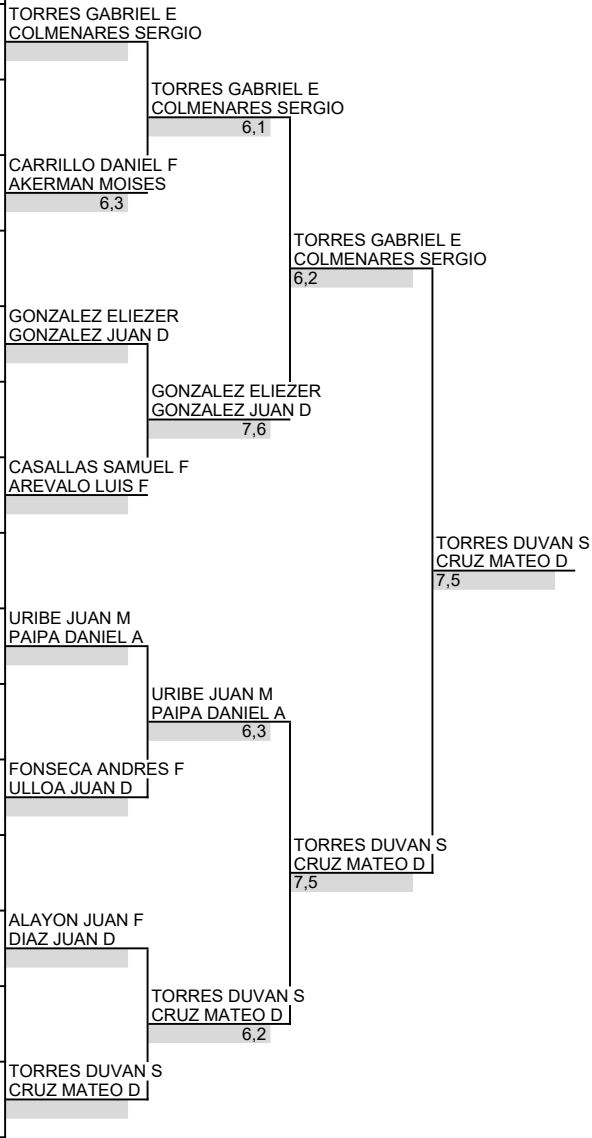 TORRES GABRIEL E
COLMENARES SERGIO
TORRES GABRIEL E
COLMENARES SERGIO
6,1
CARRILLO DANIEL F
AKERMAN MOISES
6,3
TORRES GABRIEL E
COLMENARES SERGIO
6,2
GONZALEZ ELIEZER
GONZALEZ JUAN D
GONZALEZ ELIEZER
GONZALEZ JUAN D
7,6
CASALLAS SAMUEL F
AREVALO LUIS F
TORRES DUVAN S
CRUZ MATEO D
7,5
URIBE JUAN M
PAIPA DANIEL A
URIBE JUAN M
PAIPA DANIEL A
6,3
FONSECA ANDRES F
ULLOA JUAN D
TORRES DUVAN S
CRUZ MATEO D
7,5
ALAYON JUAN F
DIAZ JUAN D
TORRES DUVAN S
CRUZ MATEO D
6,2
TORRES DUVAN S
CRUZ MATEO D